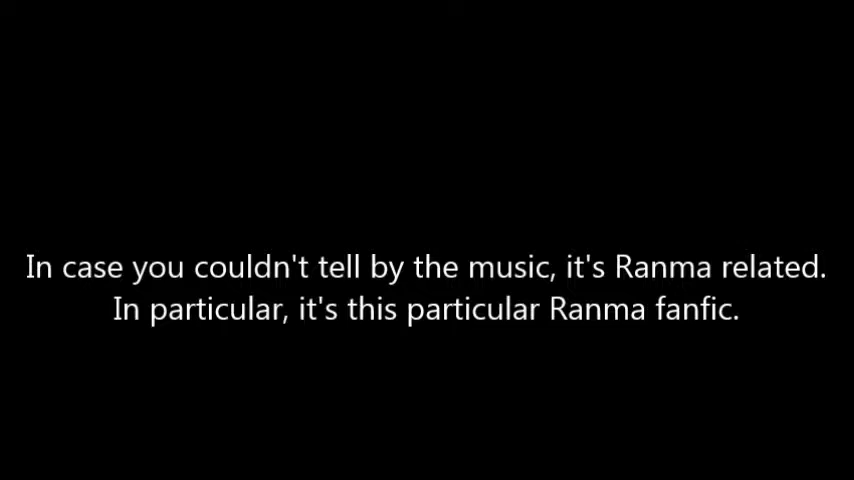 In case you couldn't tell by the music, it's Ranma related.
In particular, it's this particular Ranma fanfic.